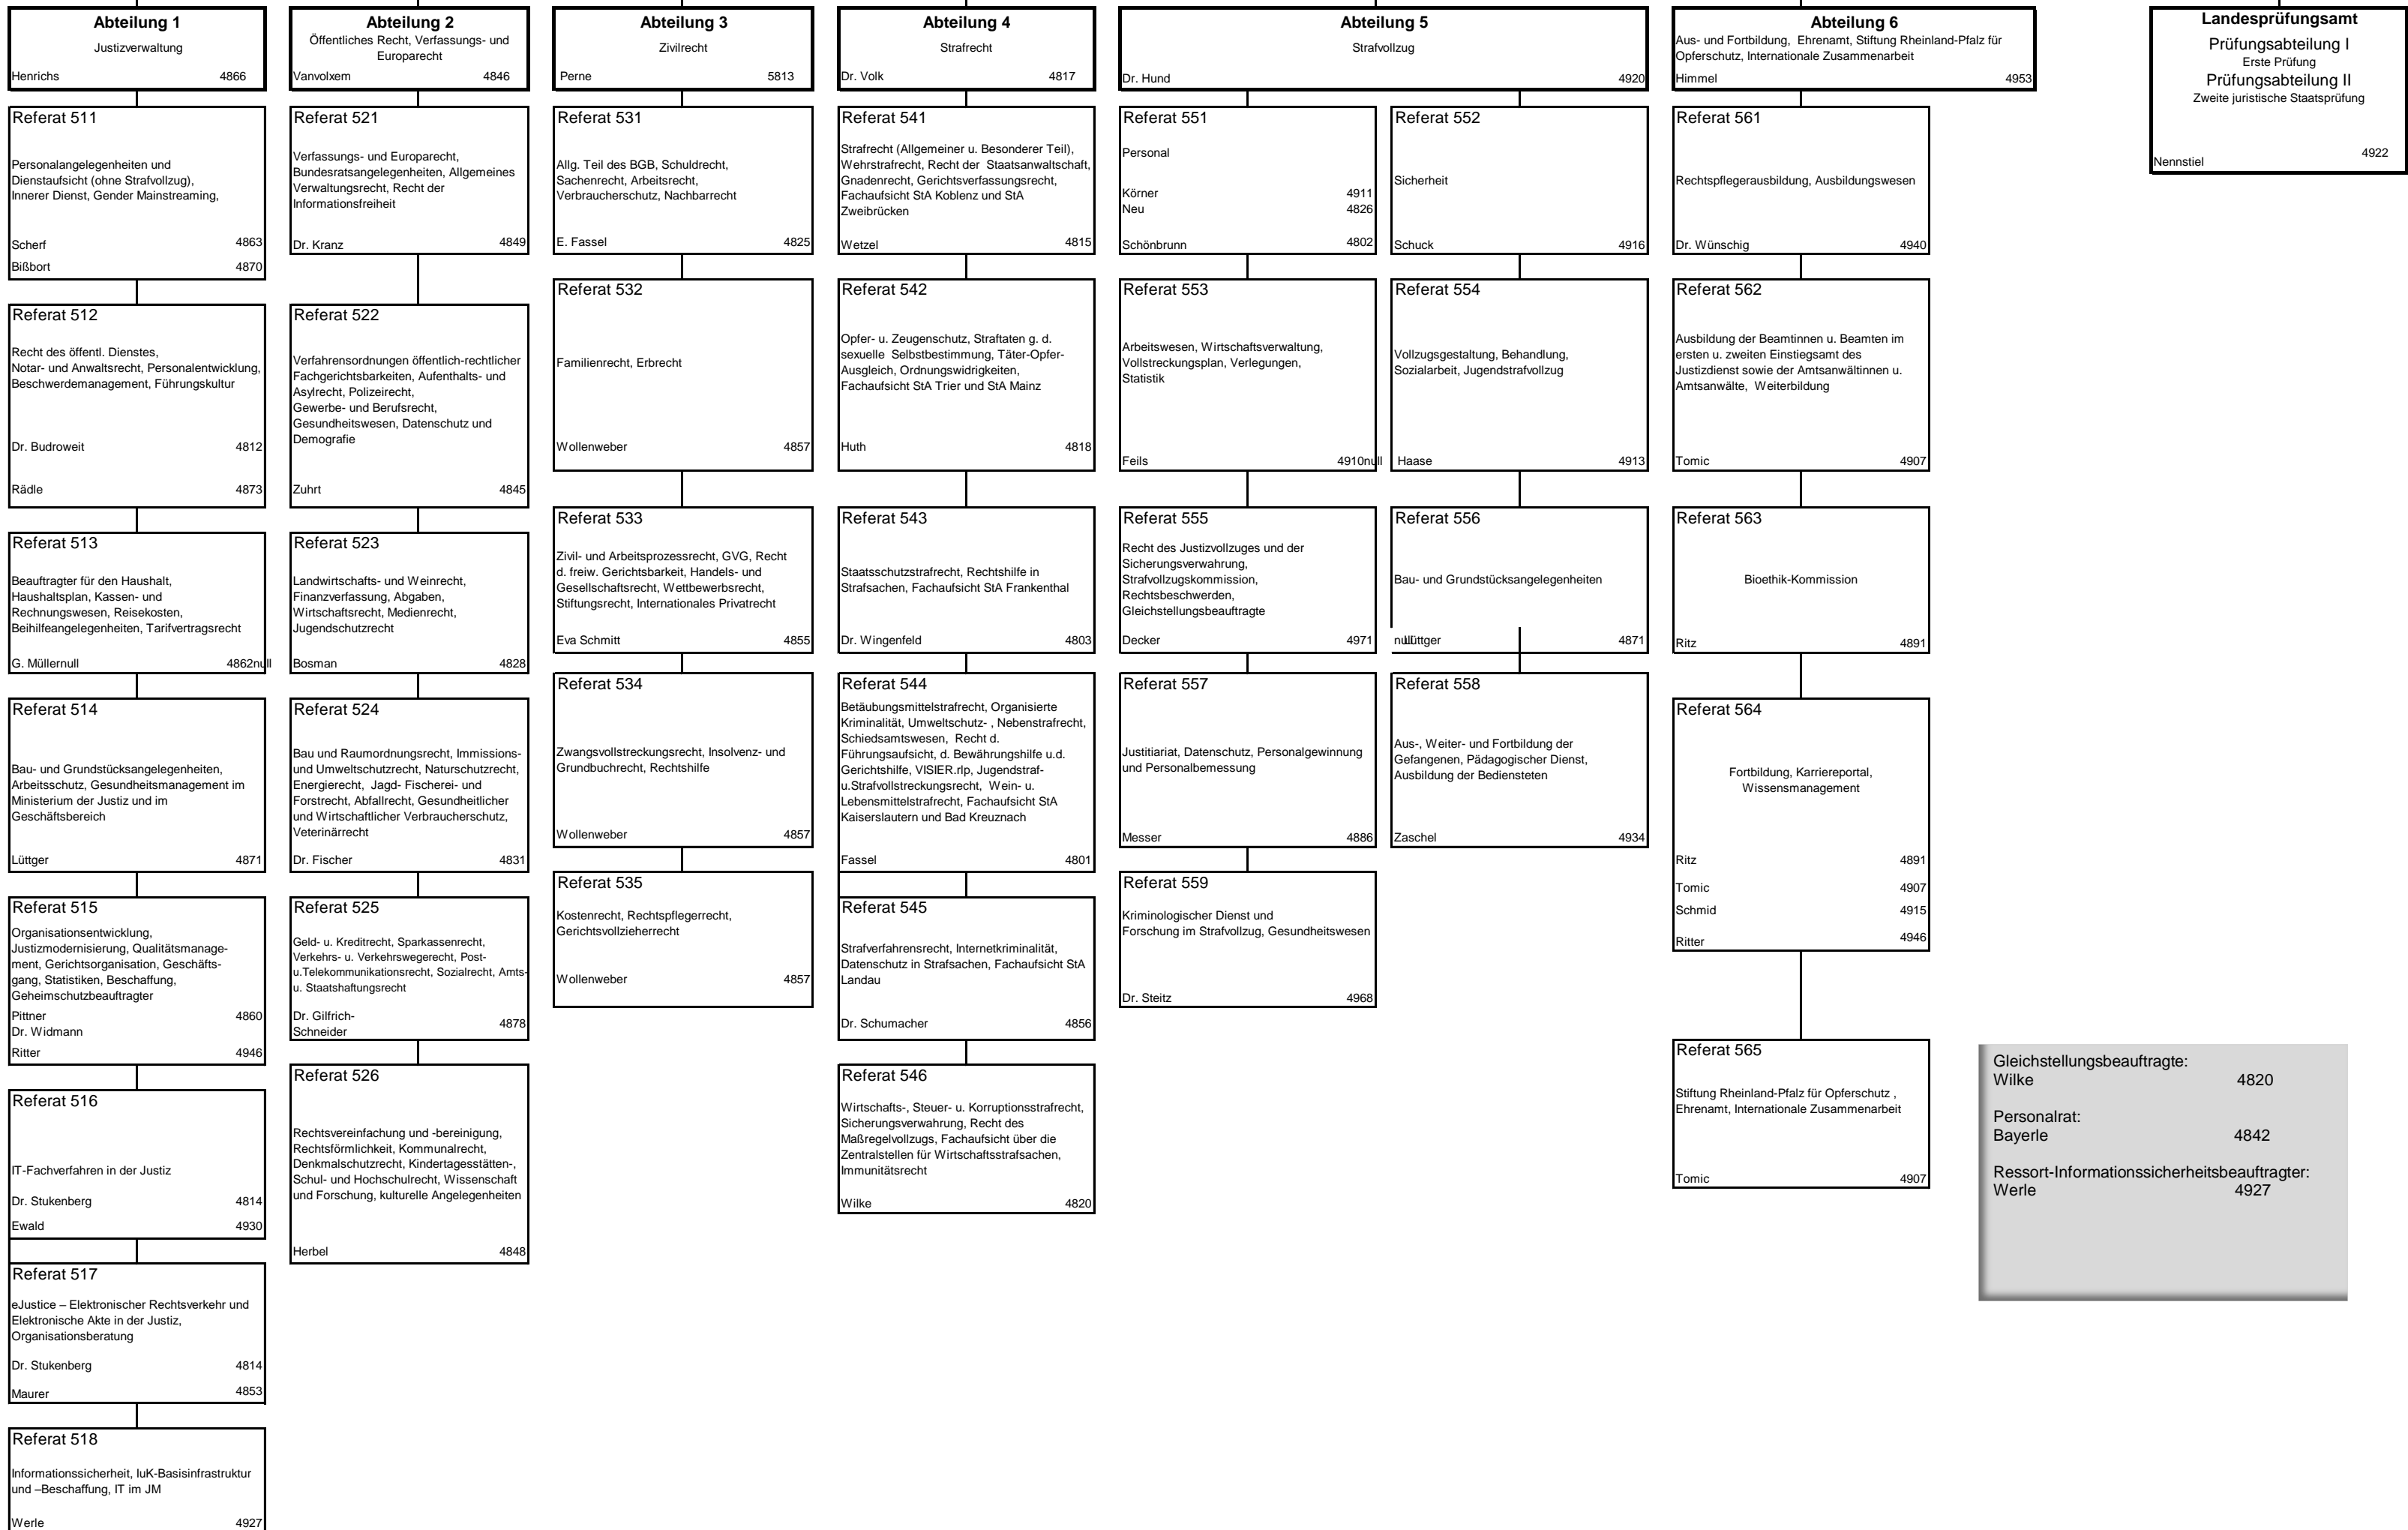 Abteilung 1
Justizverwaltung
Henrichs 4866
Referat 511
Personalangelegenheiten und
Dienstaufsicht (ohne Strafvollzug),
Innerer Dienst, Gender Mainstreaming,
Scherf 4863
Bißbort 4870
Referat 512
Recht des öffentl. Dienstes,
Notar- und Anwaltsrecht, Personalentwicklung,
Beschwerdemanagement, Führungskultur
Dr. Budroweit 4812
Rädle 4873
Referat 513
Beauftragter für den Haushalt,
Haushaltsplan, Kassen- und
Rechnungswesen, Reisekosten,
Beihilfeangelegenheiten, Tarifvertragsrecht
G. Müllernull 4862null
Referat 514
Bau- und Grundstücksangelegenheiten,
Arbeitsschutz, Gesundheitsmanagement im
Ministerium der Justiz und im
Geschäftsbereich
Lüttger 4871
Referat 515
Organisationsentwicklung,
Justizmodernisierung, Qualitätsmanage-
ment, Gerichtsorganisation, Geschäfts-
gang, Statistiken, Beschaffung,
Geheimschutzbeauftragter
Pittner 4860
Dr. Widmann
Ritter 4946
Referat 516
IT-Fachverfahren in der Justiz
Dr. Stukenberg 4814
Ewald 4930
Referat 517
eJustice – Elektronischer Rechtsverkehr und
Elektronische Akte in der Justiz,
Organisationsberatung
Dr. Stukenberg 4814
Maurer 4853
Referat 518
Informationssicherheit, IuK-Basisinfrastruktur
und –Beschaffung, IT im JM
Werle 4927
Abteilung 2
Öffentliches Recht, Verfassungs- und
Europarecht
Vanvolxem 4846
Referat 521
Verfassungs- und Europarecht,
Bundesratsangelegenheiten, Allgemeines
Verwaltungsrecht, Recht der
Informationsfreiheit
Dr. Kranz 4849
Referat 522
Verfahrensordnungen öffentlich-rechtlicher
Fachgerichtsbarkeiten, Aufenthalts- und
Asylrecht, Polizeirecht,
Gewerbe- und Berufsrecht,
Gesundheitswesen, Datenschutz und
Demografie
Zuhrt 4845
Referat 523
Landwirtschafts- und Weinrecht,
Finanzverfassung, Abgaben,
Wirtschaftsrecht, Medienrecht,
Jugendschutzrecht
Bosman 4828
Referat 524
Bau und Raumordnungsrecht, Immissions-
und Umweltschutzrecht, Naturschutzrecht,
Energierecht, Jagd- Fischerei- und
Forstrecht, Abfallrecht, Gesundheitlicher
und Wirtschaftlicher Verbraucherschutz,
Veterinärrecht
Dr. Fischer 4831
Referat 525
Geld- u. Kreditrecht, Sparkassenrecht,
Verkehrs- u. Verkehrswegerecht, Post-
u.Telekommunikationsrecht, Sozialrecht, Amts-
u. Staatshaftungsrecht
Dr. Gilfrich-
Schneider 4878
Referat 526
Rechtsvereinfachung und -bereinigung,
Rechtsförmlichkeit, Kommunalrecht,
Denkmalschutzrecht, Kindertagesstätten-,
Schul- und Hochschulrecht, Wissenschaft
und Forschung, kulturelle Angelegenheiten
Herbel 4848
Abteilung 3
Zivilrecht
Perne 5813
Referat 531
Allg. Teil des BGB, Schuldrecht,
Sachenrecht, Arbeitsrecht,
Verbraucherschutz, Nachbarrecht
E. Fassel 4825
Referat 532
Familienrecht, Erbrecht
Wollenweber 4857
Referat 533
Zivil- und Arbeitsprozessrecht, GVG, Recht
d. freiw. Gerichtsbarkeit, Handels- und
Gesellschaftsrecht, Wettbewerbsrecht,
Stiftungsrecht, Internationales Privatrecht
Eva Schmitt 4855
Referat 534
Zwangsvollstreckungsrecht, Insolvenz- und
Grundbuchrecht, Rechtshilfe
Wollenweber 4857
Referat 535
Kostenrecht, Rechtspflegerrecht,
Gerichtsvollzieherrecht
Wollenweber 4857
Abteilung 4
Strafrecht
Dr. Volk 4817
Referat 541
Strafrecht (Allgemeiner u. Besonderer Teil),
Wehrstrafrecht, Recht der Staatsanwaltschaft,
Gnadenrecht, Gerichtsverfassungsrecht,
Fachaufsicht StA Koblenz und StA
Zweibrücken
Wetzel 4815
Referat 542
Opfer- u. Zeugenschutz, Straftaten g. d.
sexuelle Selbstbestimmung, Täter-Opfer-
Ausgleich, Ordnungswidrigkeiten,
Fachaufsicht StA Trier und StA Mainz
Huth 4818
Referat 543
Staatsschutzstrafrecht, Rechtshilfe in
Strafsachen, Fachaufsicht StA Frankenthal
Dr. Wingenfeld 4803
Referat 544
Betäubungsmittelstrafrecht, Organisierte
Kriminalität, Umweltschutz- , Nebenstrafrecht,
Schiedsamtswesen, Recht d.
Führungsaufsicht, d. Bewährungshilfe u.d.
Gerichtshilfe, VISIER.rlp, Jugendstraf-
u.Strafvollstreckungsrecht, Wein- u.
Lebensmittelstrafrecht, Fachaufsicht StA
Kaiserslautern und Bad Kreuznach
Fassel 4801
Referat 545
Strafverfahrensrecht, Internetkriminalität,
Datenschutz in Strafsachen, Fachaufsicht StA
Landau
Dr. Schumacher 4856
Referat 546
Wirtschafts-, Steuer- u. Korruptionsstrafrecht,
Sicherungsverwahrung, Recht des
Maßregelvollzugs, Fachaufsicht über die
Zentralstellen für Wirtschaftsstrafsachen,
Immunitätsrecht
Wilke 4820
Abteilung 5
Strafvollzug
Dr. Hund 4920
Referat 551
Personal
Körner 4911
Neu 4826
Schönbrunn 4802
Referat 552
Sicherheit
Schuck 4916
Referat 553
Arbeitswesen, Wirtschaftsverwaltung,
Vollstreckungsplan, Verlegungen,
Statistik
Feils 4910null
Referat 554
Vollzugsgestaltung, Behandlung,
Sozialarbeit, Jugendstrafvollzug
Haase 4913
Referat 555
Recht des Justizvollzuges und der
Sicherungsverwahrung,
Strafvollzugskommission,
Rechtsbeschwerden,
Gleichstellungsbeauftragte
Decker 4971
Referat 556
Bau- und Grundstücksangelegenheiten
nullLüttger 4871
Referat 557
Justitiariat, Datenschutz, Personalgewinnung
und Personalbemessung
Messer 4886
Referat 558
Aus-, Weiter- und Fortbildung der
Gefangenen, Pädagogischer Dienst,
Ausbildung der Bediensteten
Zaschel 4934
Referat 559
Kriminologischer Dienst und
Forschung im Strafvollzug, Gesundheitswesen
Dr. Steitz 4968
Abteilung 6
Aus- und Fortbildung, Ehrenamt, Stiftung Rheinland-Pfalz für
Opferschutz, Internationale Zusammenarbeit
Himmel 4953
Referat 561
Rechtspflegerausbildung, Ausbildungswesen
Dr. Wünschig 4940
Referat 562
Ausbildung der Beamtinnen u. Beamten im
ersten u. zweiten Einstiegsamt des
Justizdienst sowie der Amtsanwältinnen u.
Amtsanwälte, Weiterbildung
Tomic 4907
Referat 563
Bioethik-Kommission
Ritz 4891
Referat 564
Fortbildung, Karriereportal,
Wissensmanagement
Ritz 4891
Tomic 4907
Schmid 4915
Ritter 4946
Referat 565
Stiftung Rheinland-Pfalz für Opferschutz ,
Ehrenamt, Internationale Zusammenarbeit
Tomic 4907
Landesprüfungsamt
Prüfungsabteilung I
Erste Prüfung
Prüfungsabteilung II
Zweite juristische Staatsprüfung
Nennstiel 4922
Gleichstellungsbeauftragte:
Wilke 4820
Personalrat:
Bayerle 4842
Ressort-Informationssicherheitsbeauftragter:
Werle 4927